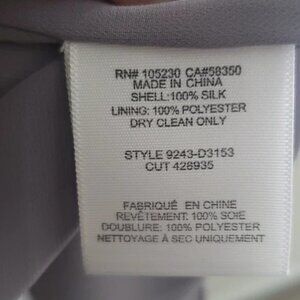 RN# 105230 CA#58350
MADE IN CHINA
SHELL:100% SILK
LINING: 100% POLYESTER
DRY CLEAN ONLY
STYLE 9243-D3153
CUT 426935
FABRIQUÉ EN CHINE
REVÊTEMENT: 100% SOIE
DOUBLURE: 100% POLYESTER
NETTOYAGE À SEC UNIQUEMENT